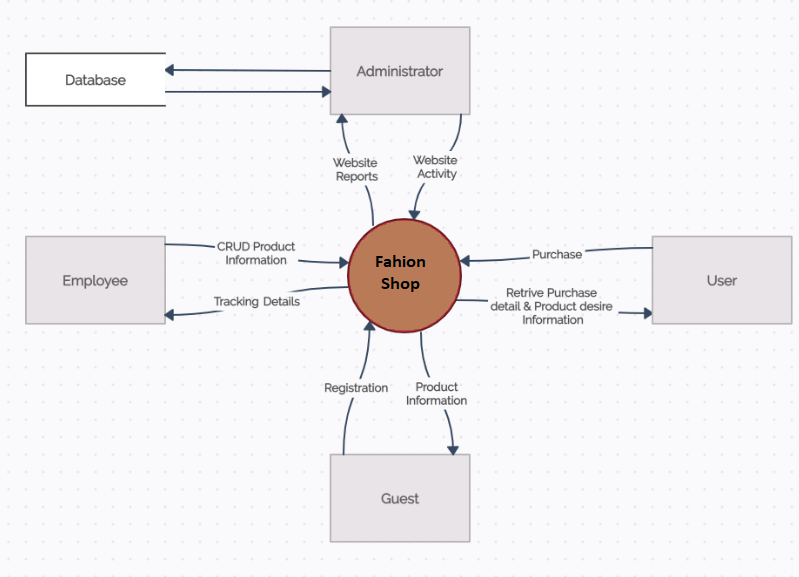 Administrator
Database
Website
Reports
Website
Activity
Employee
CRUD Product
Information
Tracking Details
Fahion
Shop
Purchase
Retrive Purchase
detail & Product desire
Information
User
Registration
Product
Information
Guest